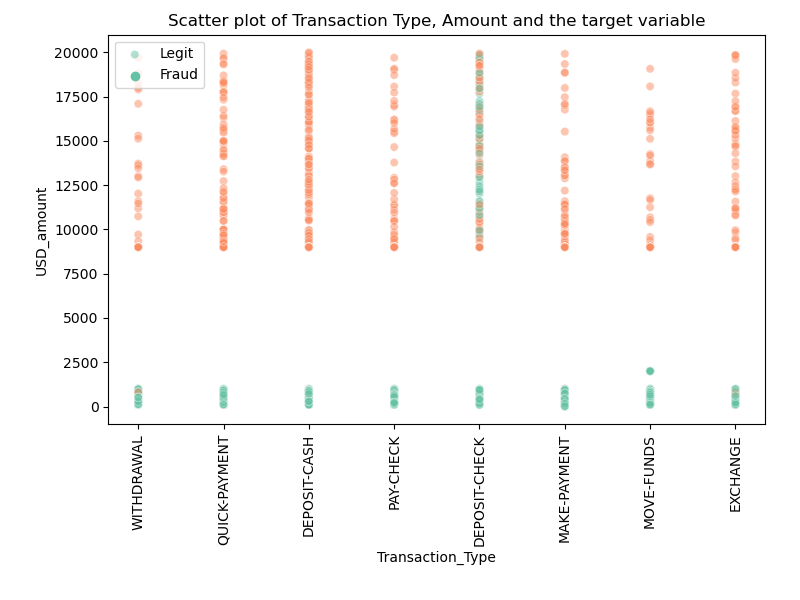 Scatter plot of Transaction Type, Amount and the target variable
Legit
Fraud
20000
17500
15000
12500
10000
7500
5000
2500
0
USD_amount
WITHDRAWAL
QUICK-PAYMENT
DEPOSIT-CASH
PAY-CHECK
DEPOSIT-CHECK
MAKE-PAYMENT
MOVE-FUNDS
EXCHANGE
Transaction_Type